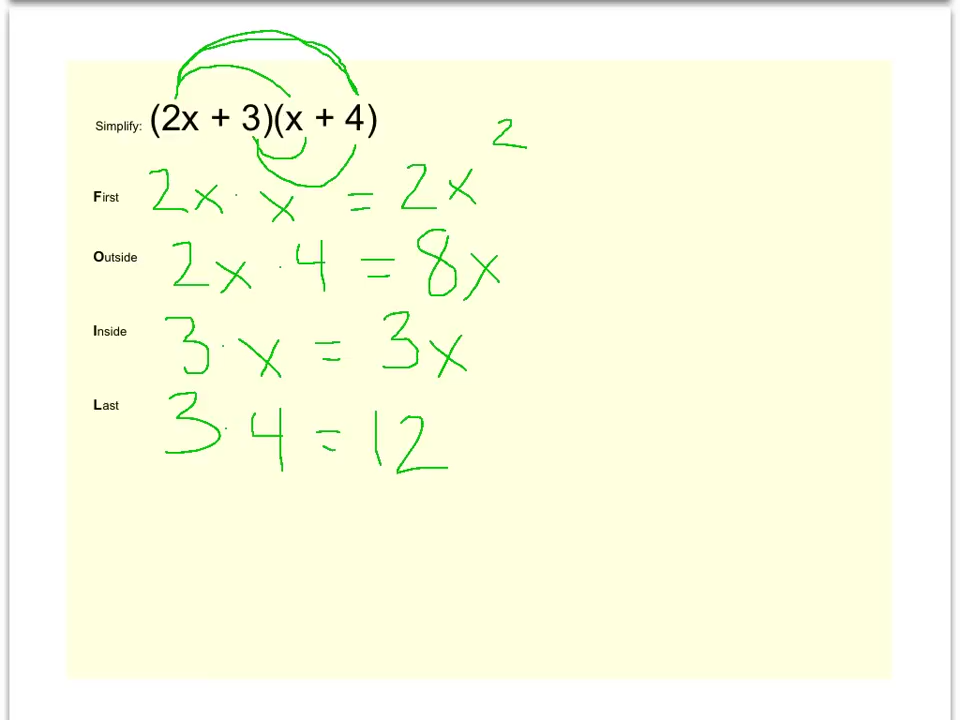 Simplify: (2x + 3)(x + 4)
First 2x · x = 2x²
Outside 2x · 4 = 8x
Inside 3 · x = 3x
Last 3 · 4 = 12